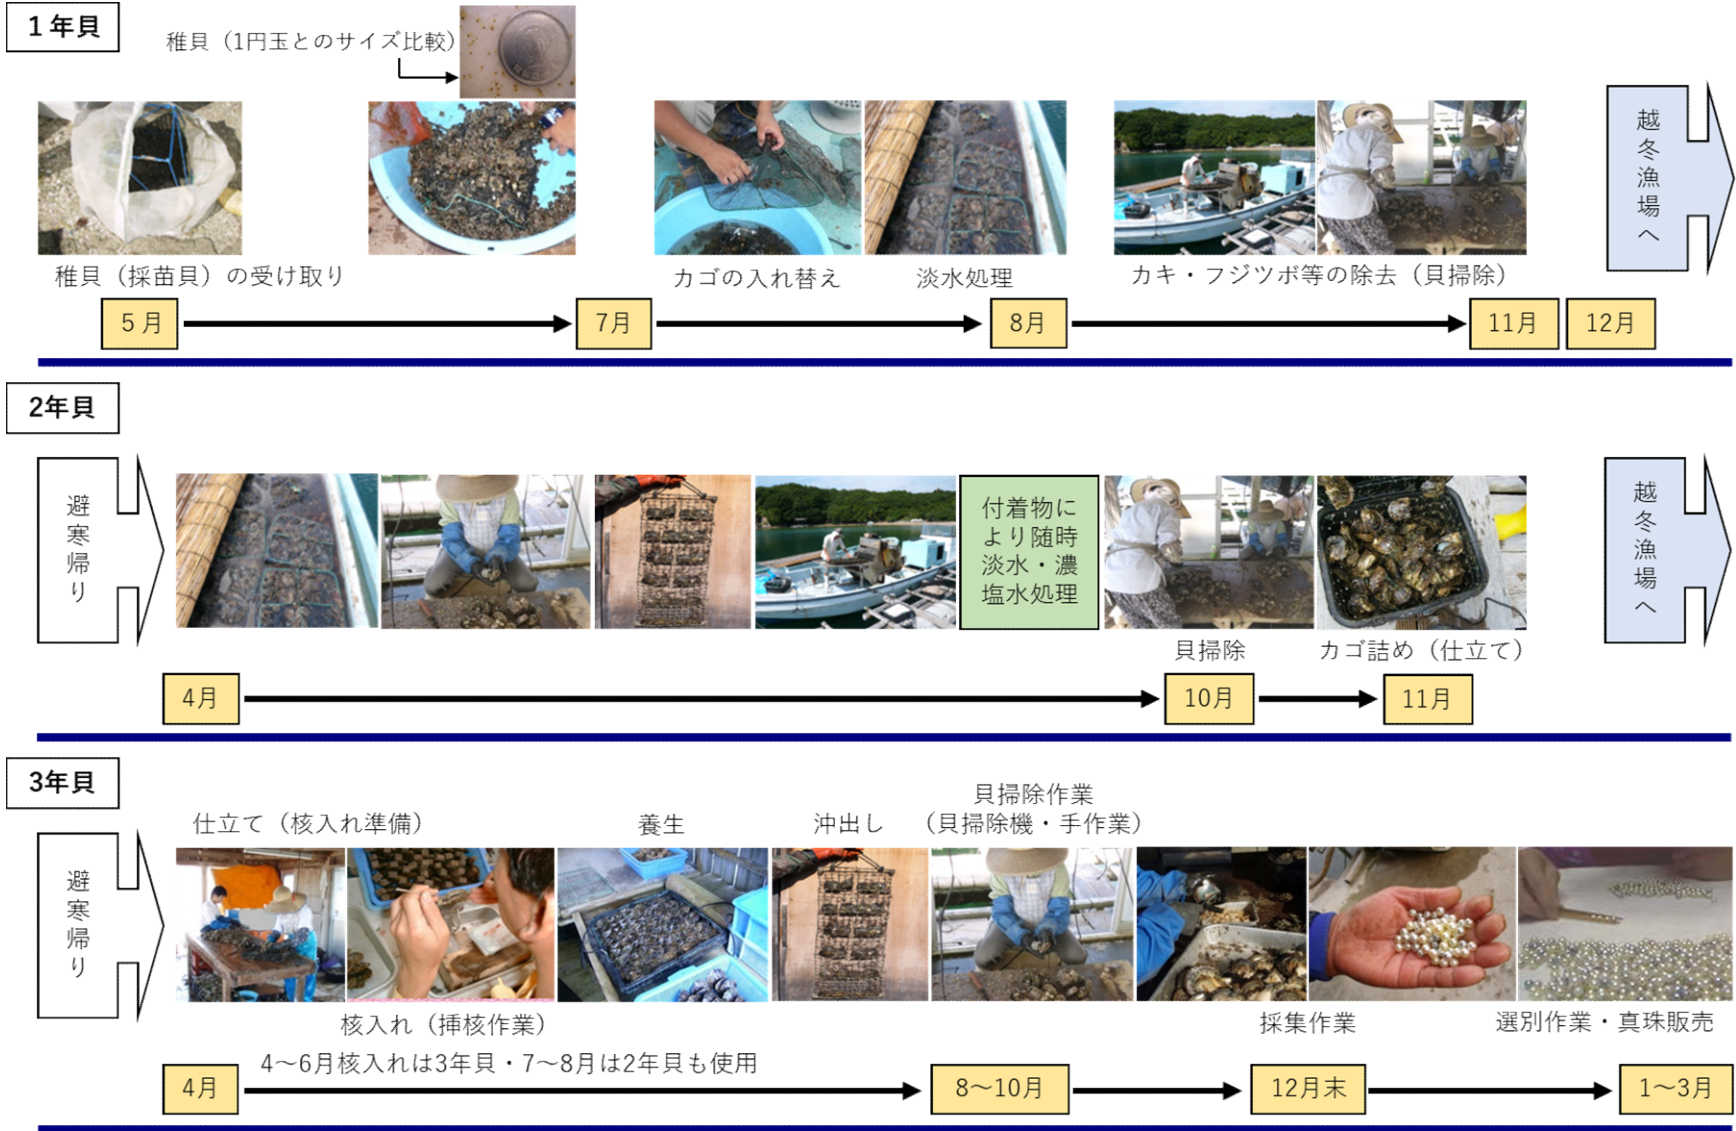 1年貝
稚貝（1円玉とのサイズ比較）
稚貝（採苗貝）の受け取り
カゴの入れ替え
淡水処理
カキ・フジツボ等の除去（貝掃除）
越冬漁場へ
5月
7月
8月
11月
12月
2年貝
避寒帰り
付着物に
より随時
淡水・濃
塩水処理
貝掃除
カゴ詰め（仕立て）
越冬漁場へ
4月
10月
11月
3年貝
避寒帰り
仕立て（核入れ準備）
養生
沖出し
貝掃除作業
（貝掃除機・手作業）
核入れ（挿核作業）
採集作業
選別作業・真珠販売
4～6月核入れは3年貝・7～8月は2年貝も使用
4月
8～10月
12月末
1～3月